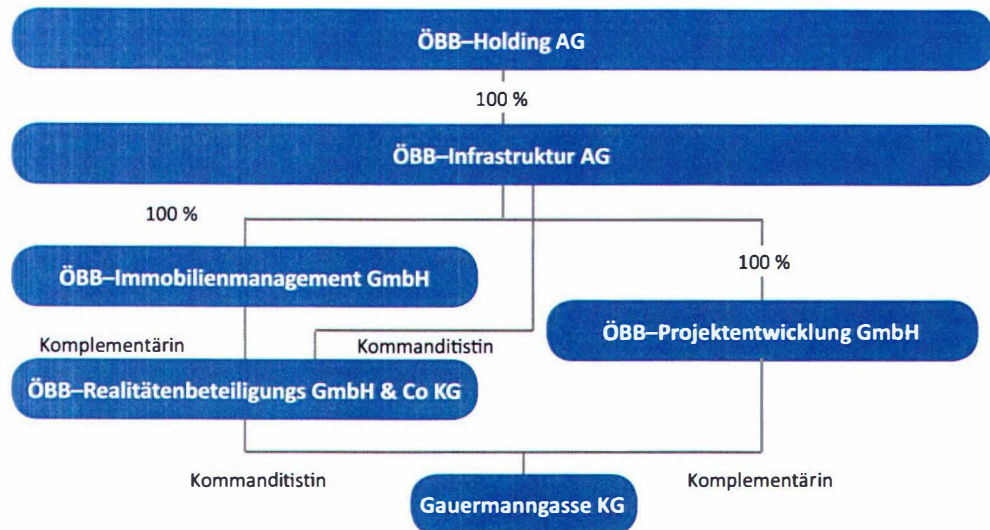 ÖBB–Holding AG
100 %
ÖBB–Infrastruktur AG
100 %
ÖBB–Immobilienmanagement GmbH
100 %
ÖBB–Projektentwicklung GmbH
Komplementärin
Kommanditistin
ÖBB–Realitätenbeteiligungs GmbH & Co KG
Kommanditistin
Komplementärin
Gauermanngasse KG